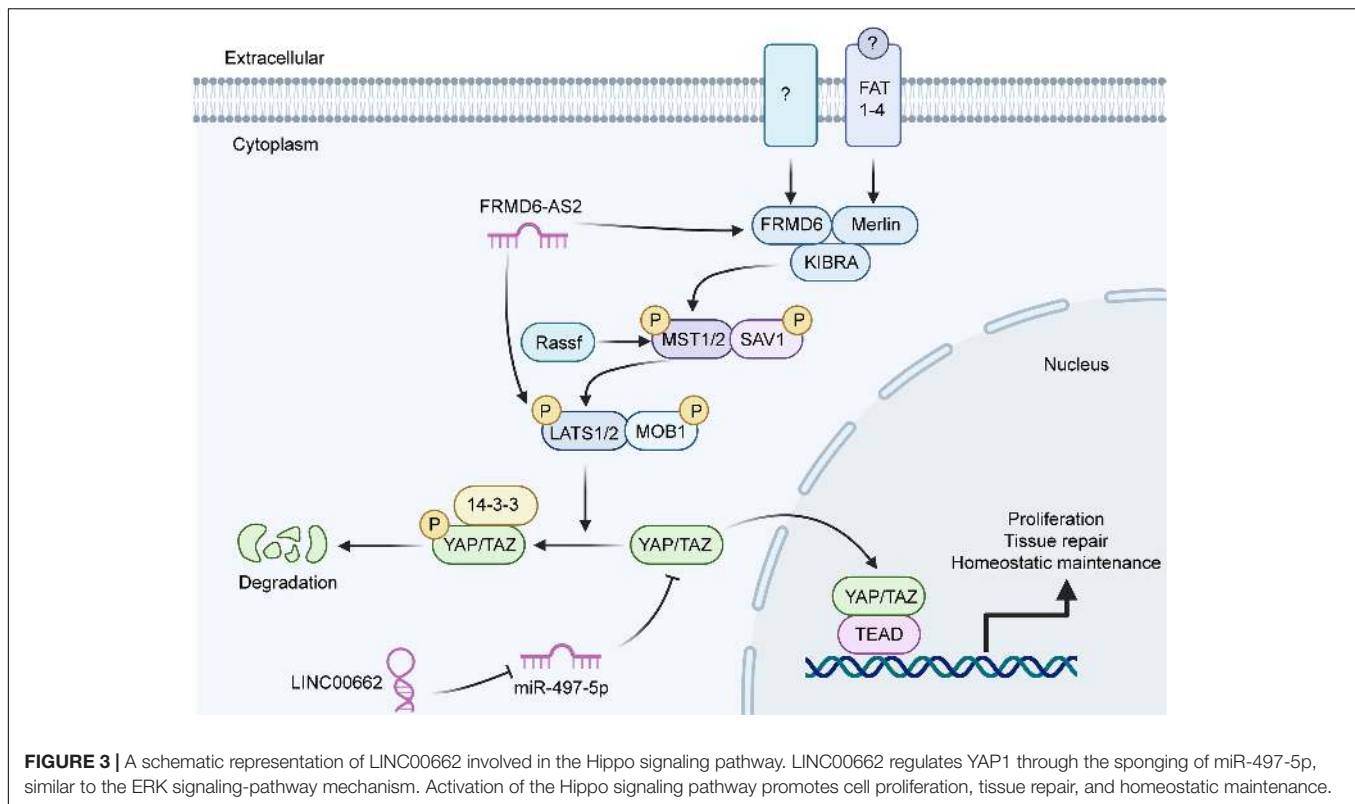 Extracellular
?
?
FAT
1-4
Cytoplasm
FRMD6-AS2
FRMD6
Merlin
KIBRA
P
P
Rassf
MST1/2
SAV1
Nucleus
P
P
LATS1/2
MOB1
14-3-3
P
YAP/TAZ
YAP/TAZ
Degradation
Proliferation
Tissue repair
Homeostatic maintenance
YAP/TAZ
TEAD
LINC00662
miR-497-5p
FIGURE 3 | A schematic representation of LINC00662 involved in the Hippo signaling pathway. LINC00662 regulates YAP1 through the sponging of miR-497-5p,
similar to the ERK signaling-pathway mechanism. Activation of the Hippo signaling pathway promotes cell proliferation, tissue repair, and homeostatic maintenance.